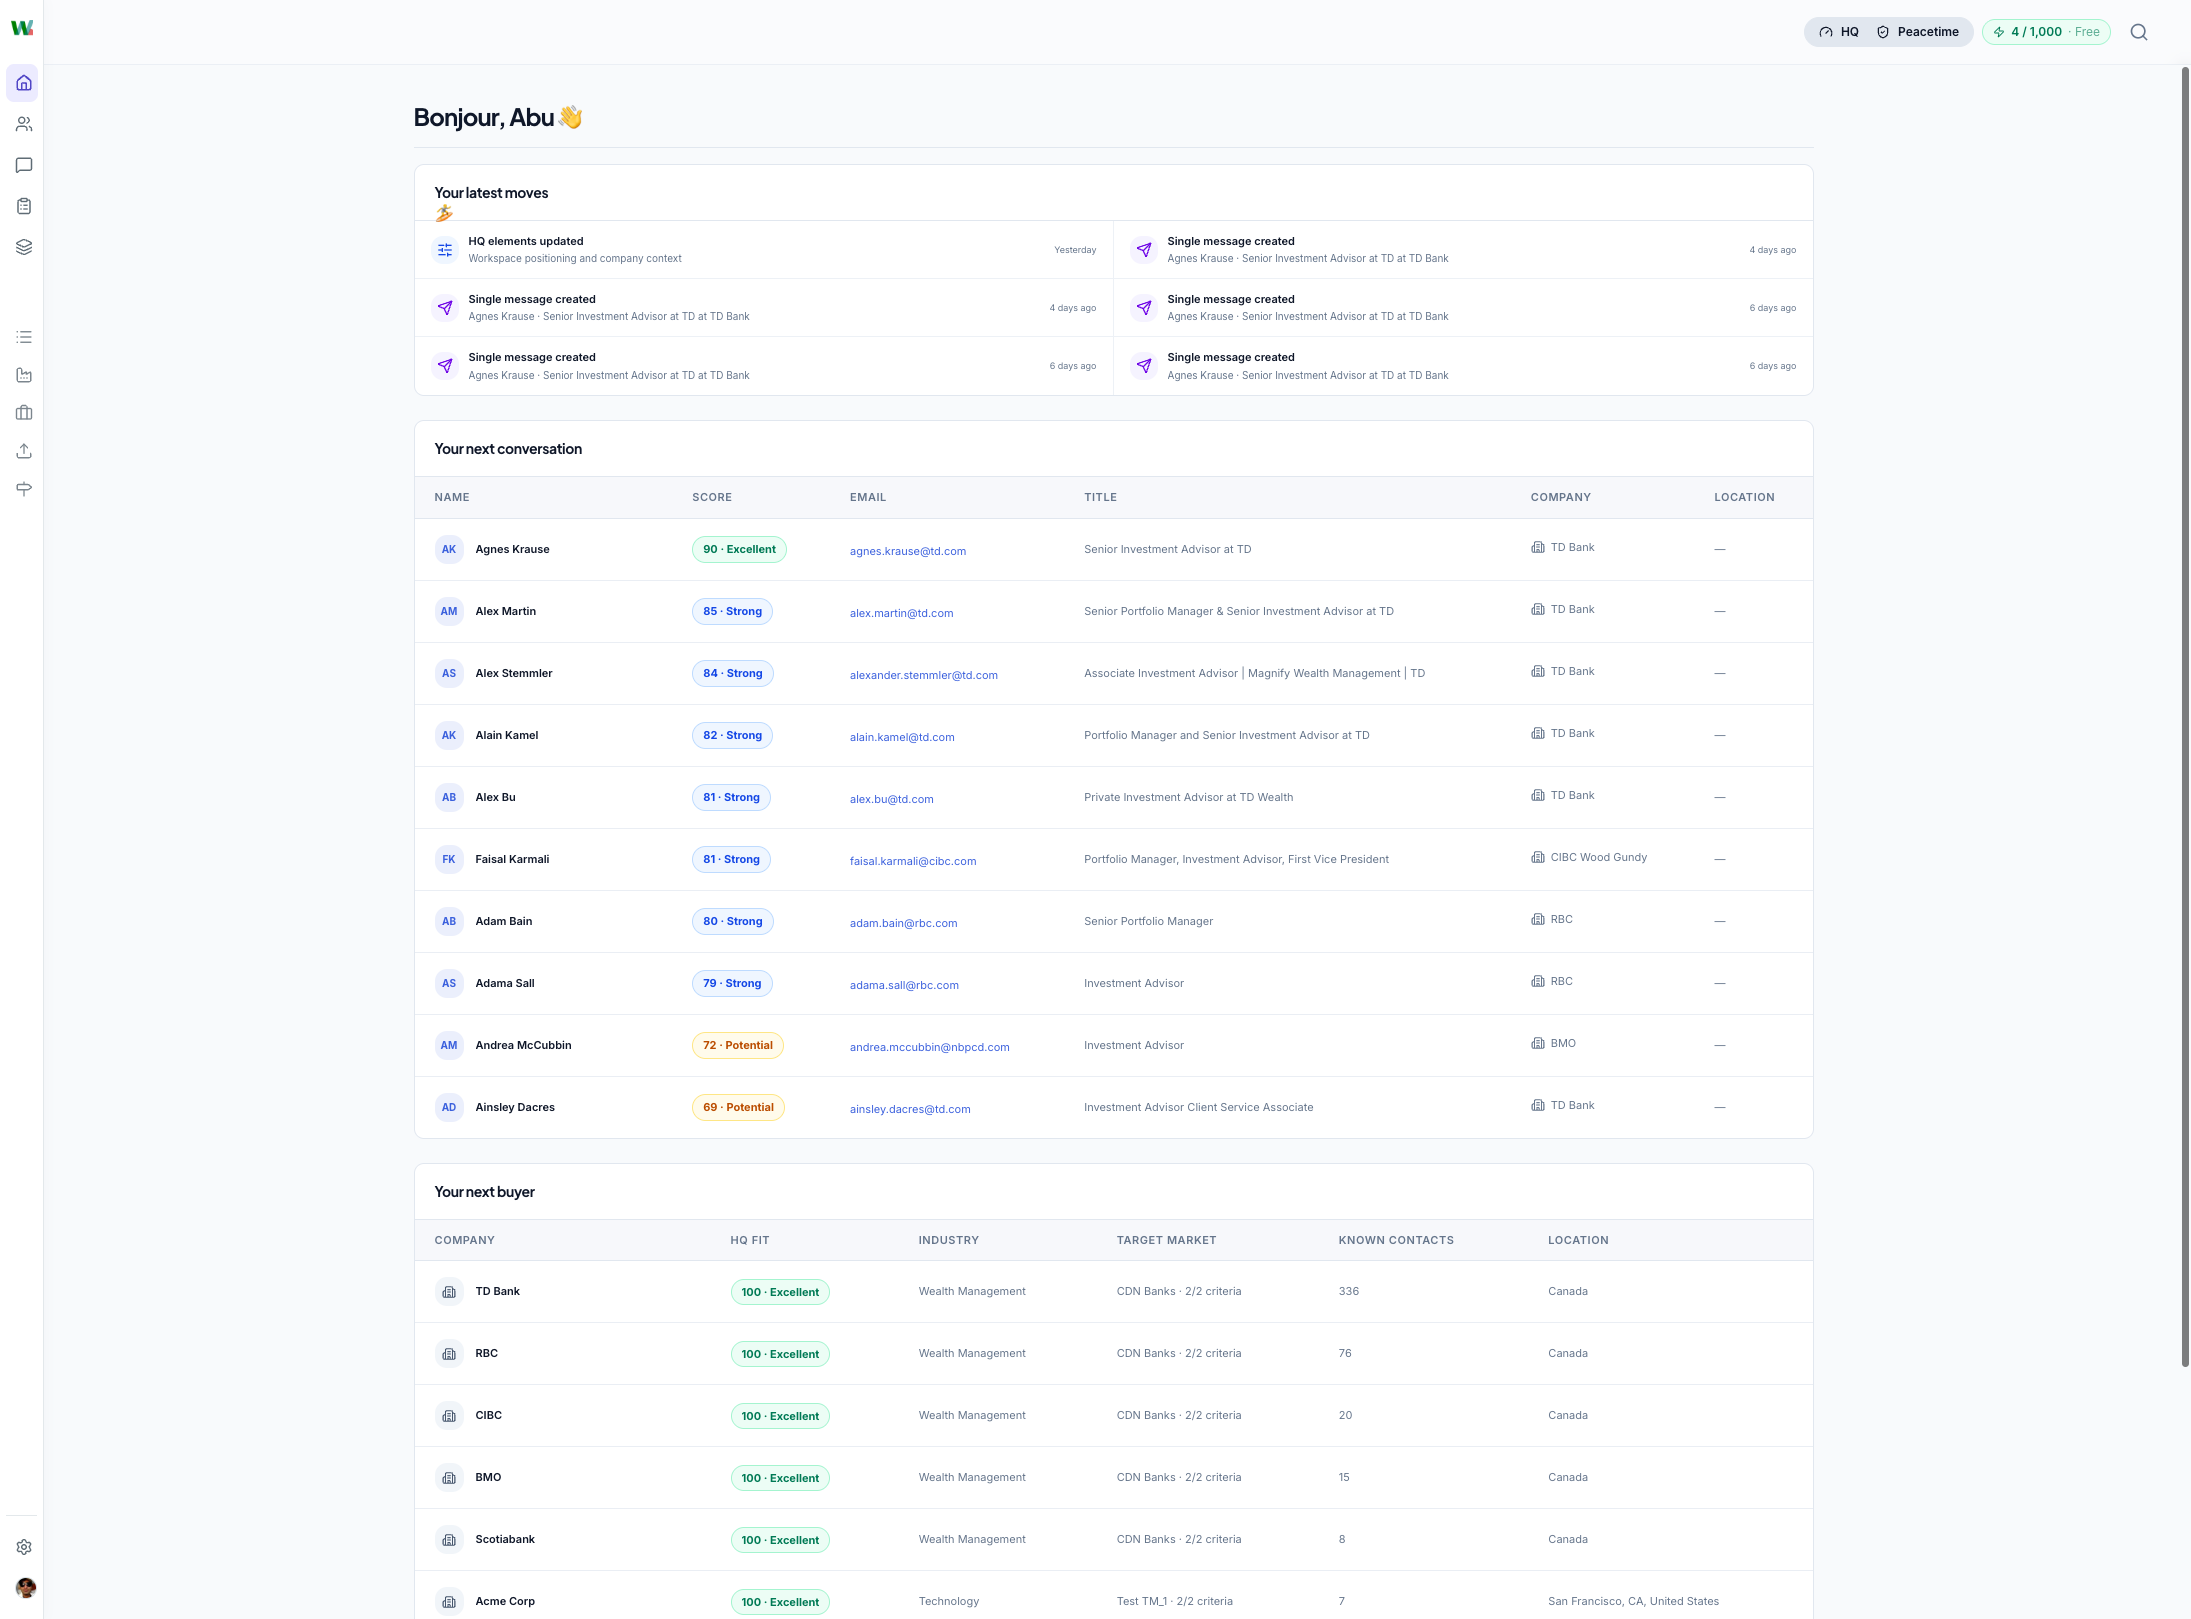 HQ Peacetime 4 / 1,000 · Free
Bonjour, Abu 👋
Your latest moves
🏄
HQ elements updated
Workspace positioning and company context
Yesterday
Single message created
Agnes Krause · Senior Investment Advisor at TD at TD Bank
4 days ago
Single message created
Agnes Krause · Senior Investment Advisor at TD at TD Bank
4 days ago
Single message created
Agnes Krause · Senior Investment Advisor at TD at TD Bank
6 days ago
Single message created
Agnes Krause · Senior Investment Advisor at TD at TD Bank
6 days ago
Single message created
Agnes Krause · Senior Investment Advisor at TD at TD Bank
6 days ago
Your next conversation
NAME SCORE EMAIL TITLE COMPANY LOCATION
AK Agnes Krause 90 · Excellent agnes.krause@td.com Senior Investment Advisor at TD TD Bank —
AM Alex Martin 85 · Strong alex.martin@td.com Senior Portfolio Manager & Senior Investment Advisor at TD TD Bank —
AS Alex Stemmler 84 · Strong alexander.stemmler@td.com Associate Investment Advisor | Magnify Wealth Management | TD TD Bank —
AK Alain Kamel 82 · Strong alain.kamel@td.com Portfolio Manager and Senior Investment Advisor at TD TD Bank —
AB Alex Bu 81 · Strong alex.bu@td.com Private Investment Advisor at TD Wealth TD Bank —
FK Faisal Karmali 81 · Strong faisal.karmali@cibc.com Portfolio Manager, Investment Advisor, First Vice President CIBC Wood Gundy —
AB Adam Bain 80 · Strong adam.bain@rbc.com Senior Portfolio Manager RBC —
AS Adama Sall 79 · Strong adama.sall@rbc.com Investment Advisor RBC —
AM Andrea McCubbin 72 · Potential andrea.mccubbin@nbpcd.com Investment Advisor BMO —
AD Ainsley Dacres 69 · Potential ainsley.dacres@td.com Investment Advisor Client Service Associate TD Bank —
Your next buyer
COMPANY HQ FIT INDUSTRY TARGET MARKET KNOWN CONTACTS LOCATION
TD Bank 100 · Excellent Wealth Management CDN Banks · 2/2 criteria 336 Canada
RBC 100 · Excellent Wealth Management CDN Banks · 2/2 criteria 76 Canada
CIBC 100 · Excellent Wealth Management CDN Banks · 2/2 criteria 20 Canada
BMO 100 · Excellent Wealth Management CDN Banks · 2/2 criteria 15 Canada
Scotiabank 100 · Excellent Wealth Management CDN Banks · 2/2 criteria 8 Canada
Acme Corp 100 · Excellent Technology Test TM_1 · 2/2 criteria 7 San Francisco, CA, United States